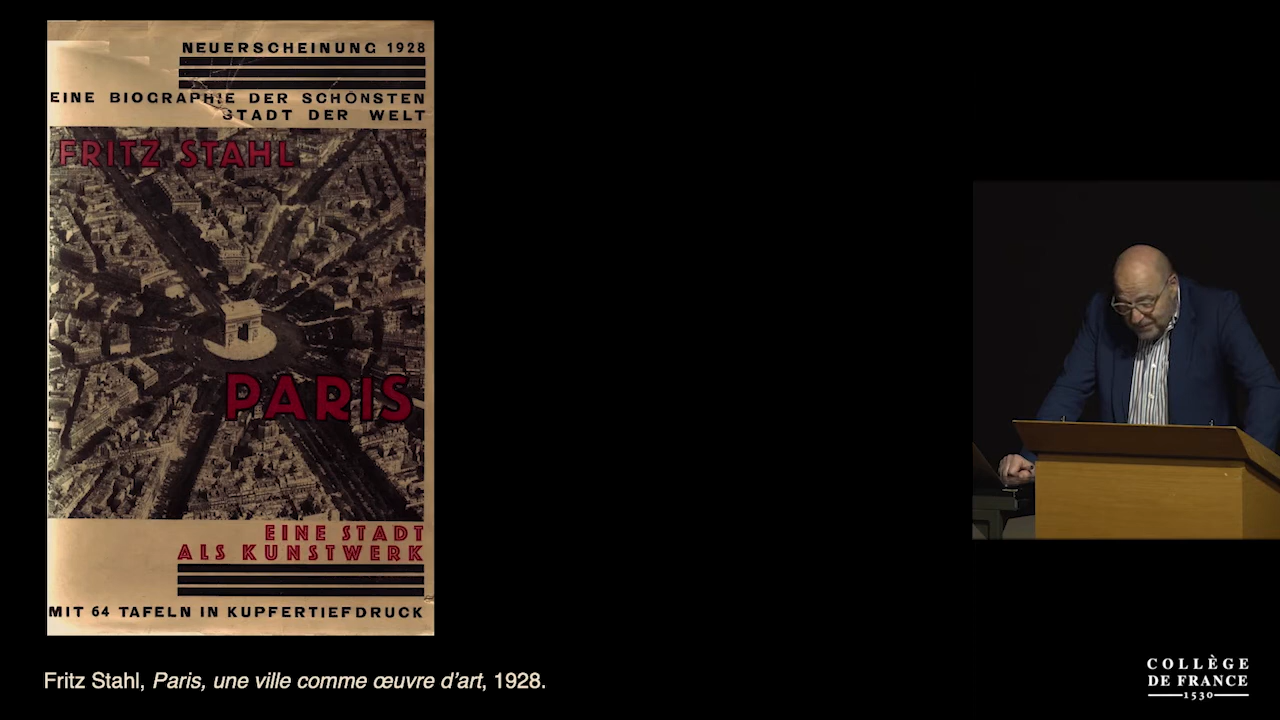 NEUERSCHEINUNG 1928
EINE BIOGRAPHIE DER SCHÖNSTEN
STADT DER WELT
FRITZ STAHL
PARIS
EINE STADT
ALS KUNSTWERK
MIT 64 TAFELN IN KUPFERTIEFDRUCK
Fritz Stahl, Paris, une ville comme œuvre d'art, 1928.
COLLÈGE
DE FRANCE
1530